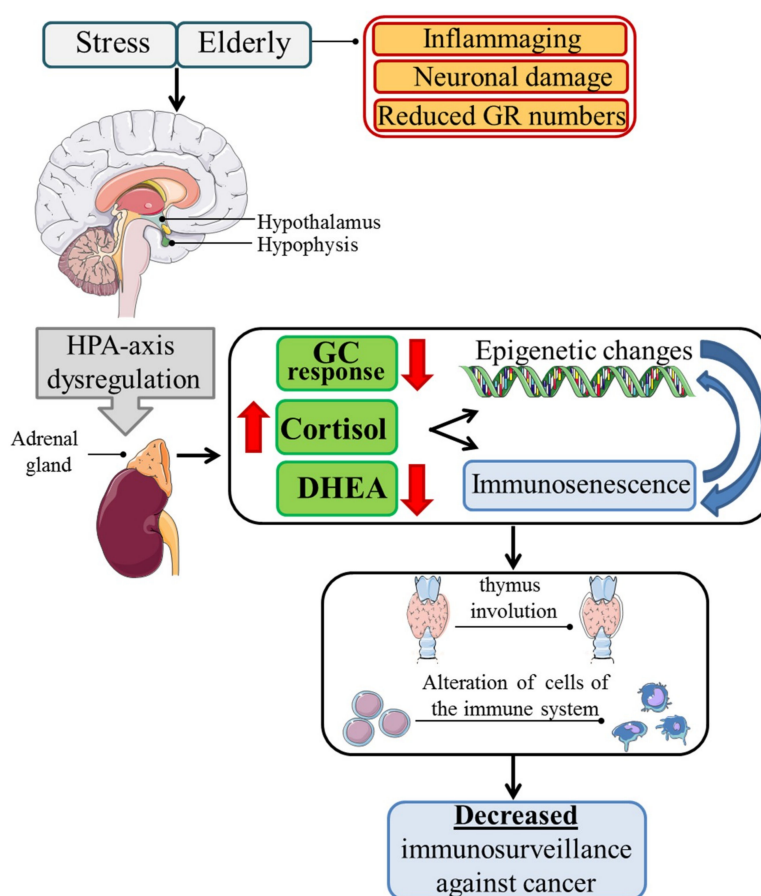 Stress
Elderly
Inflammaging
Neuronal damage
Reduced GR numbers
Hypothalamus
Hypophysis
HPA-axis
dysregulation
Adrenal
gland
GC
response
Cortisol
DHEA
Epigenetic changes
Immunosenescence
thymus
involution
Alteration of cells of
the immune system
Decreased
immunosurveillance
against cancer